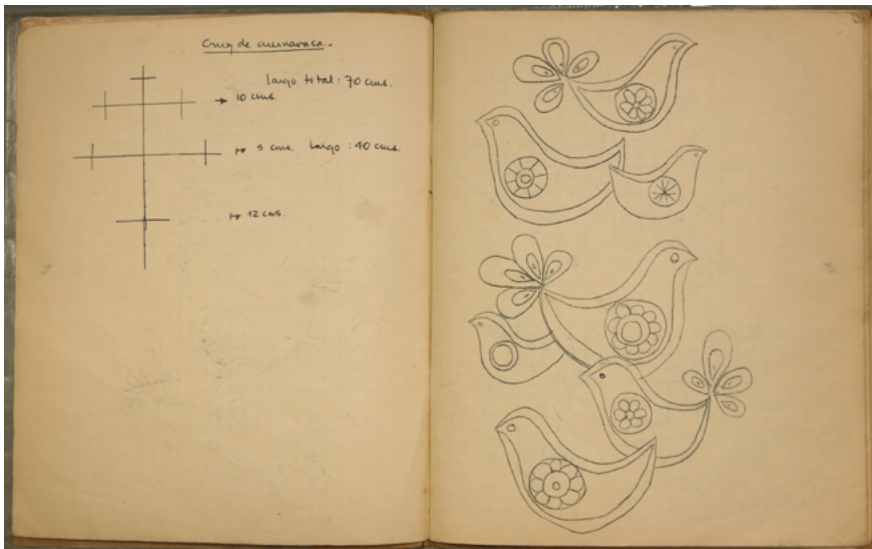 Cruz de cuernavaca.-
largo total: 70 cms.
→ 10 cms.
↦ 5 cms. largo: 40 cms.
↦ 12 cms.